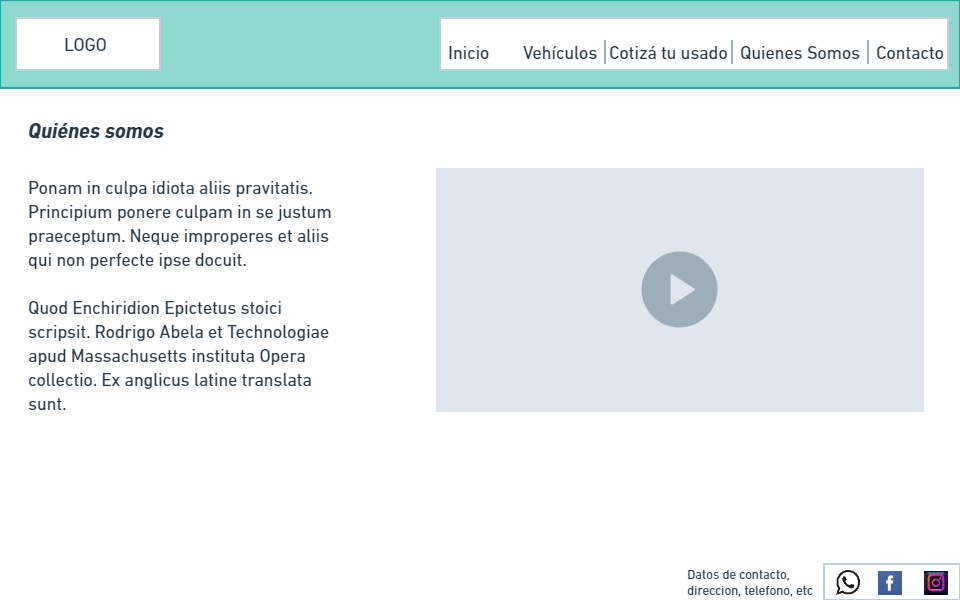 LOGO
Inicio Vehículos Cotizá tu usado Quienes Somos Contacto
Quiénes somos
Ponam in culpa idiota aliis pravitatis.
Principium ponere culpam in se justum
praeceptum. Neque improperes et aliis
qui non perfecte ipse docuit.
Quod Enchiridion Epictetus stoici
scripsit. Rodrigo Abela et Technologiae
apud Massachusetts instituta Opera
collectio. Ex anglicus latine translata
sunt.
Datos de contacto,
direccion, telefono, etc